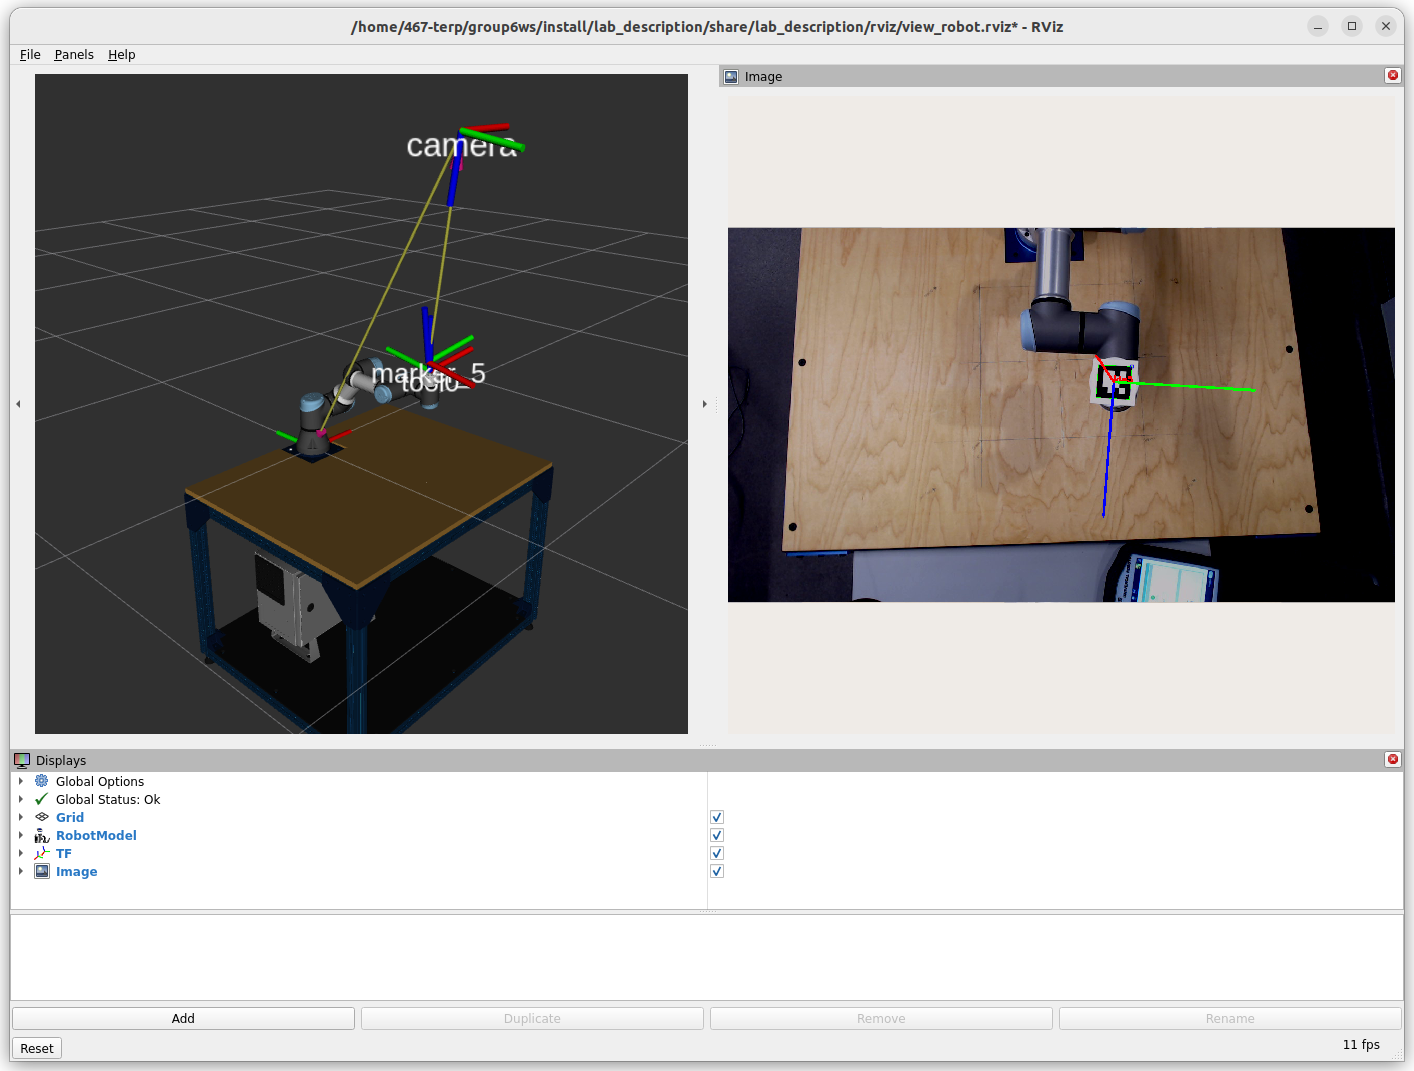 /home/467-terp/group6ws/install/lab_description/share/lab_description/rviz/view_robot.rviz* - RViz
File Panels Help
Image
camera
marker_5
tool0
Displays
Global Options
Global Status: Ok
Grid
RobotModel
TF
Image
Add Duplicate Remove Rename
Reset
11 fps